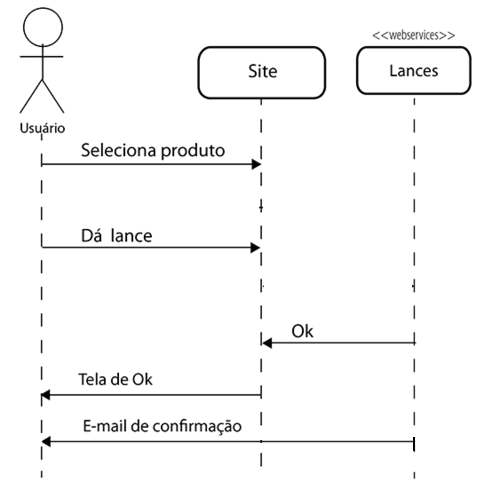 <<webservices>>
Site
Lances
Usuário
Seleciona produto
Dá lance
Ok
Tela de Ok
E-mail de confirmação